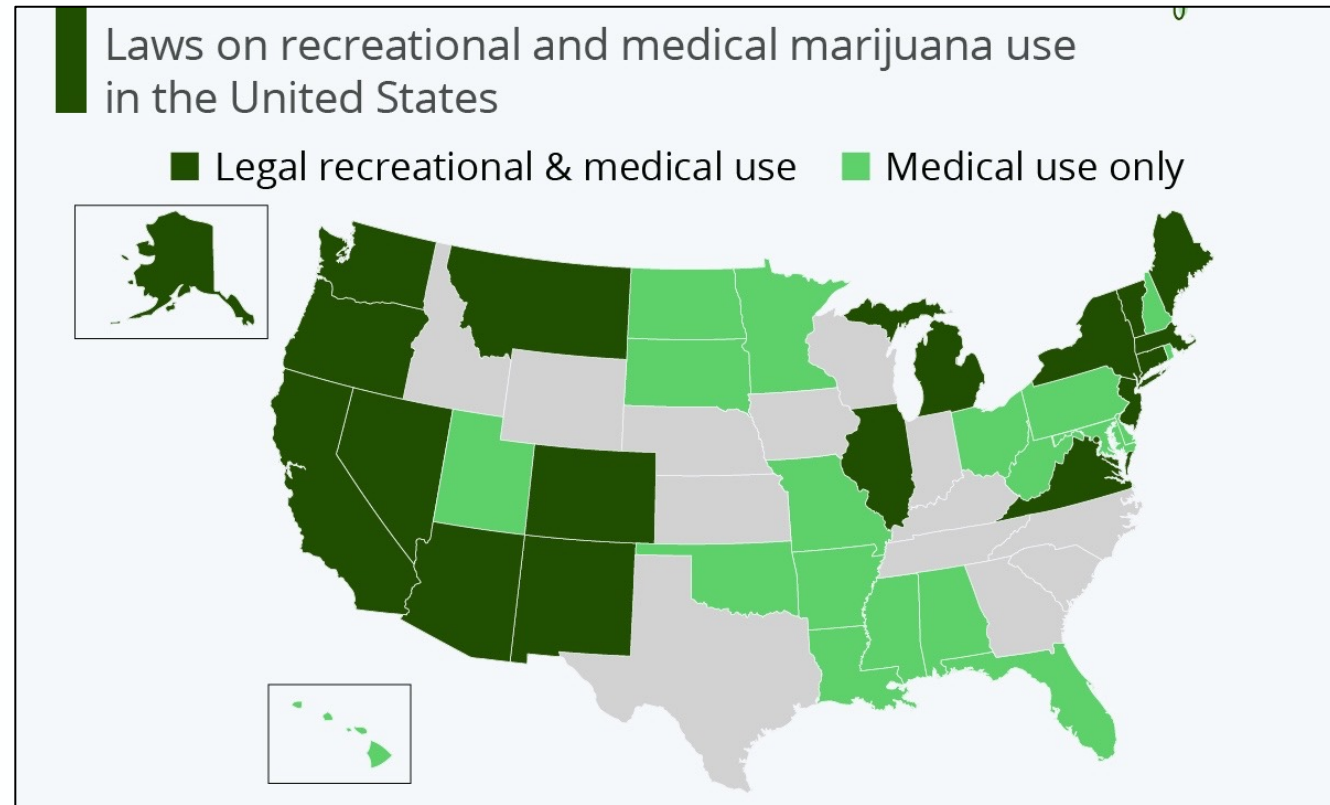 Laws on recreational and medical marijuana use
in the United States
Legal recreational & medical use
Medical use only